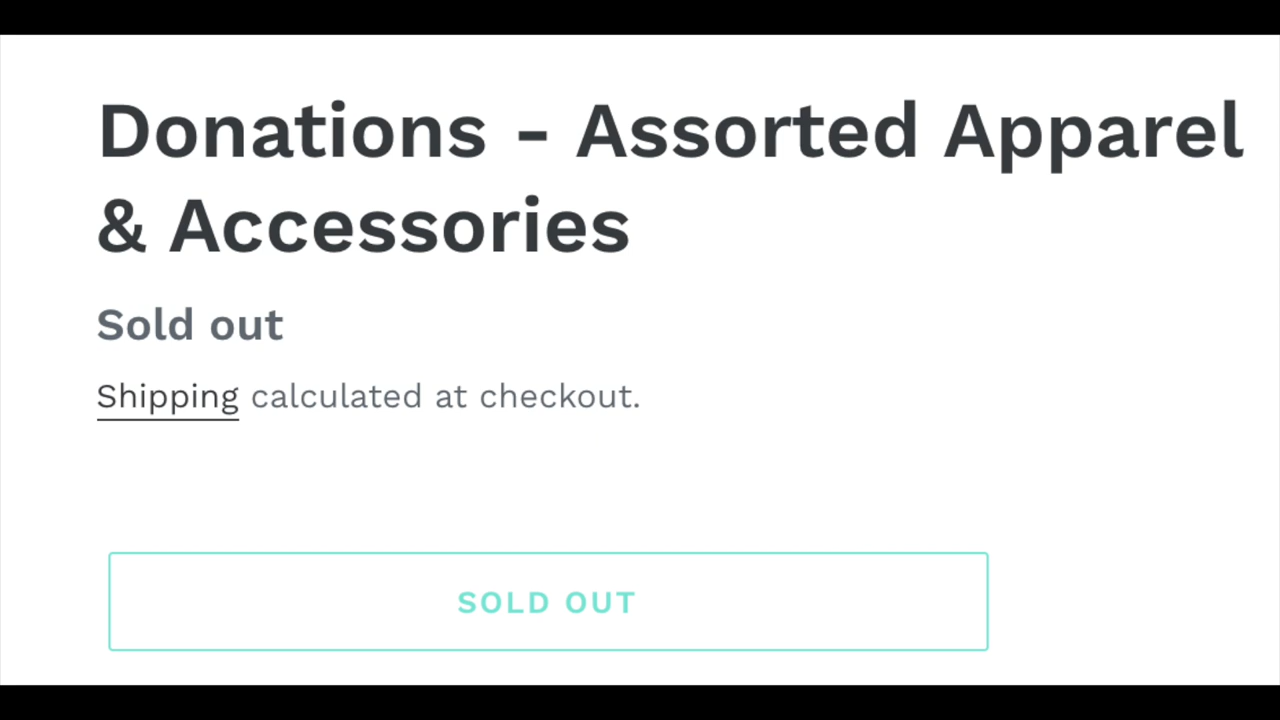 Donations - Assorted Apparel
& Accessories
Sold out
Shipping calculated at checkout.
SOLD OUT